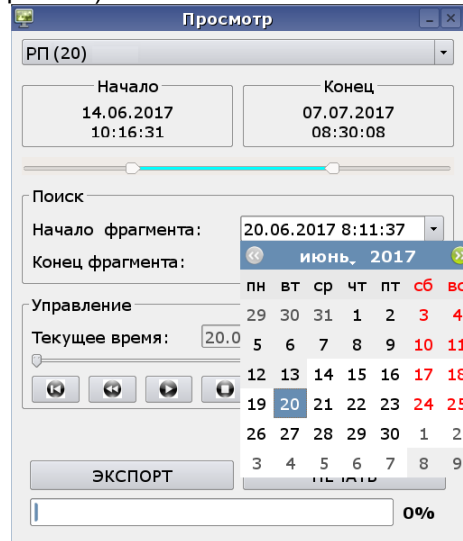 Просмотр
РП (20)
Начало
Конец
14.06.2017
10:16:31
07.07.2017
08:30:08
Поиск
Начало фрагмента:
20.06.2017 8:11:37
Конец фрагмента:
июнь, 2017
пн вт ср чт пт сб вс
29 30 31 1 2 3 4
5 6 7 8 9 10 11
12 13 14 15 16 17 18
19 20 21 22 23 24 25
26 27 28 29 30 1 2
3 4 5 6 7 8 9
Управление
Текущее время:
20.0
ЭКСПОРТ
ПЕЧАТЬ
0%